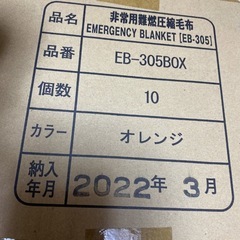 品名 非常用難燃圧縮毛布
EMERGENCY BLANKET [EB-305]
品番 EB-305BOX
個数 10
カラー オレンジ
納入年月 2022年 3月